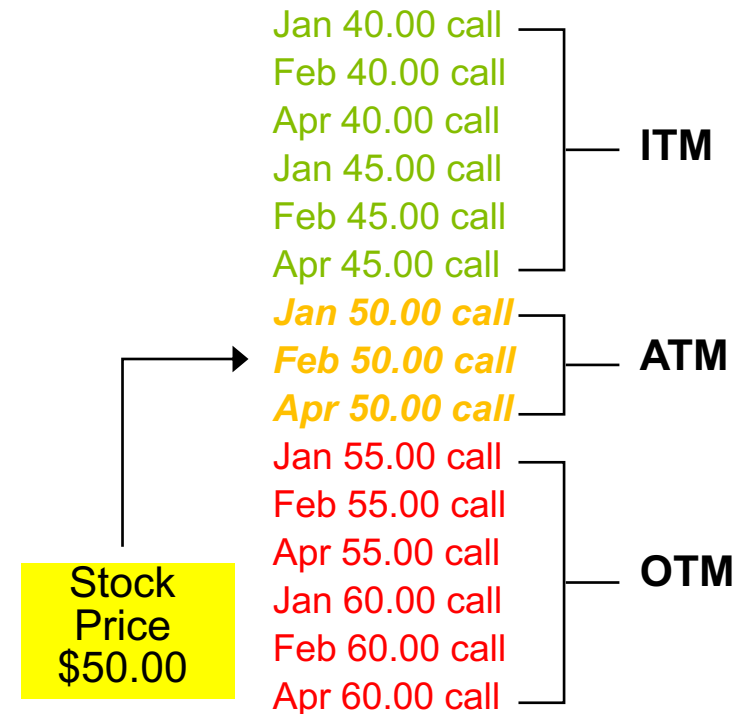 Jan 40.00 call
Feb 40.00 call
Apr 40.00 call
Jan 45.00 call
Feb 45.00 call
Apr 45.00 call
ITM
Jan 50.00 call
Feb 50.00 call
Apr 50.00 call
ATM
Jan 55.00 call
Feb 55.00 call
Apr 55.00 call
Jan 60.00 call
Feb 60.00 call
Apr 60.00 call
OTM
Stock
Price
$50.00